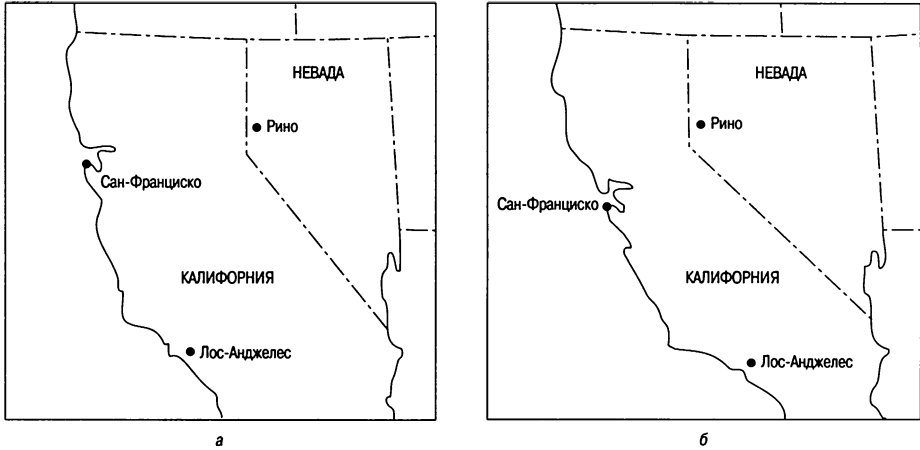 НЕВАДА
Рино
Сан-Франциско
КАЛИФОРНИЯ
Лос-Анджелес
а
НЕВАДА
Рино
Сан-Франциско
КАЛИФОРНИЯ
Лос-Анджелес
б